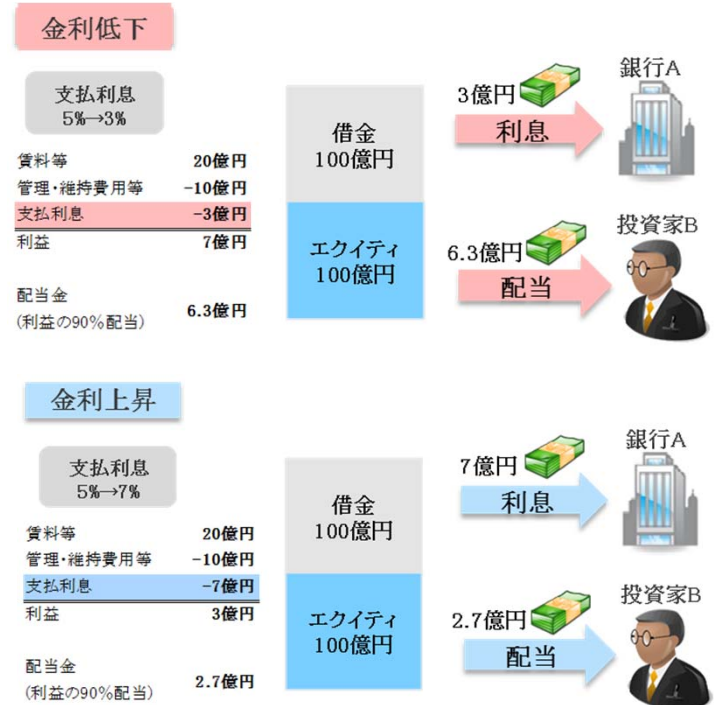 金利低下
支払利息
5%→3%
賃料等 20億円
管理・維持費用等 -10億円
支払利息 -3億円
利益 7億円
配当金
(利益の90%配当) 6.3億円
借金
100億円
エクイティ
100億円
3億円
利息
銀行A
6.3億円
配当
投資家B
金利上昇
支払利息
5%→7%
賃料等 20億円
管理・維持費用等 -10億円
支払利息 -7億円
利益 3億円
配当金
(利益の90%配当) 2.7億円
借金
100億円
エクイティ
100億円
7億円
利息
銀行A
2.7億円
配当
投資家B